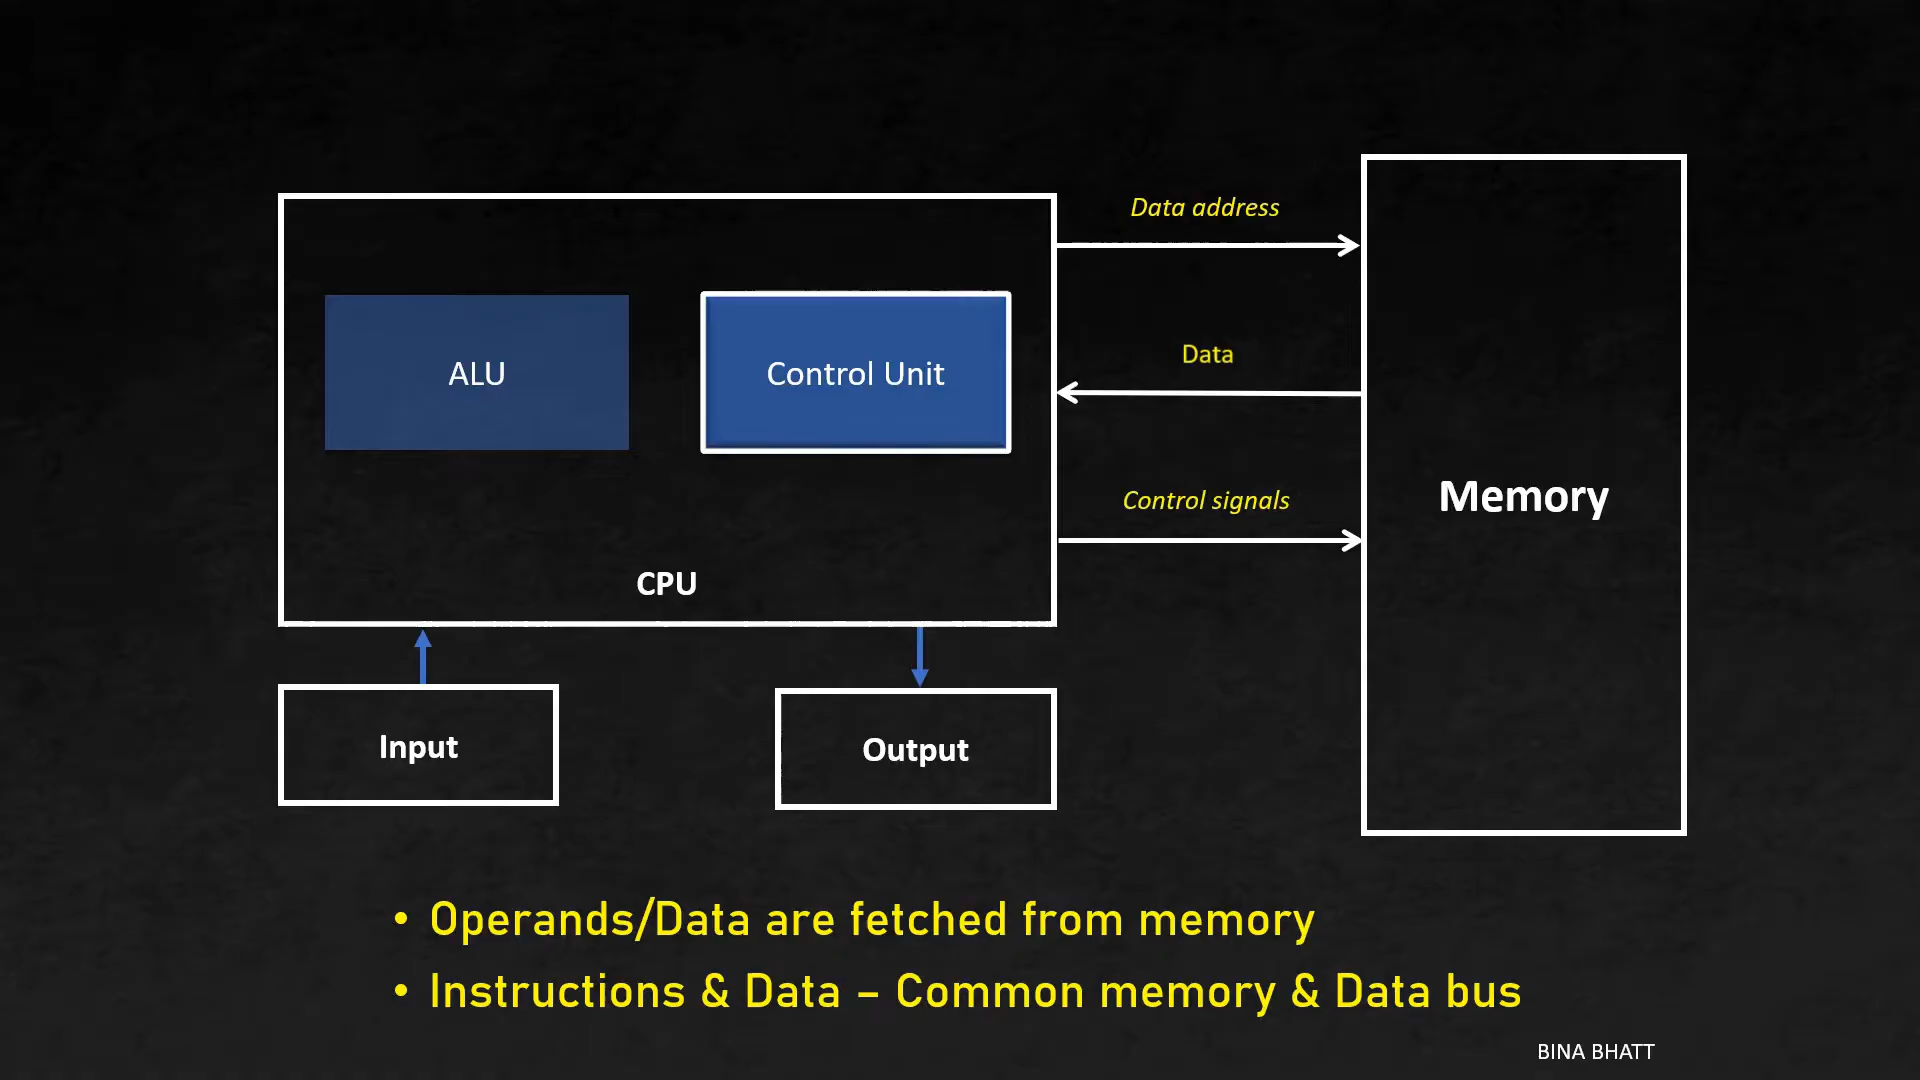 Data address
ALU
Control Unit
Data
Control signals
Memory
CPU
Input
Output
• Operands/Data are fetched from memory
• Instructions & Data – Common memory & Data bus
BINA BHATT